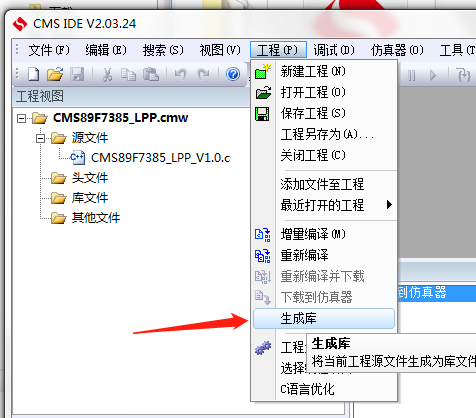 CMS IDE V2.03.24
文件(F) 编辑(E) 搜索(S) 视图(V) 工程(P) 调试(D) 仿真器(O) 工具(T
工程视图
CMS89F7385_LPP.cmw
源文件
CMS89F7385_LPP_V1.0.c
头文件
库文件
其他文件
新建工程(N)
打开工程(O)
保存工程(S)
工程另存为(A)...
关闭工程(C)
添加文件至工程
最近打开的工程
增量编译(M)
重新编译
重新编译并下载
下载到仿真器
到仿真器
生成库
工程
生成库
将当前工程源文件生成为库文件
选择
C语言优化